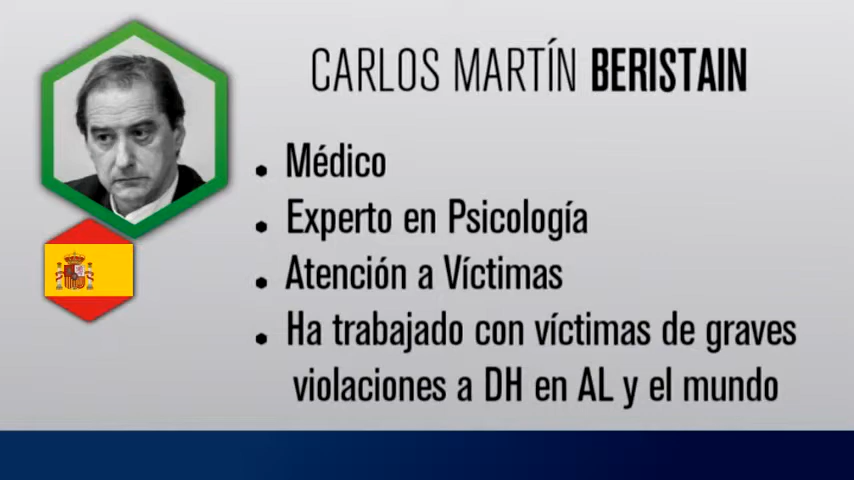 CARLOS MARTÍN BERISTAIN
Médico
Experto en Psicología
Atención a Víctimas
Ha trabajado con víctimas de graves
violaciones a DH en AL y el mundo